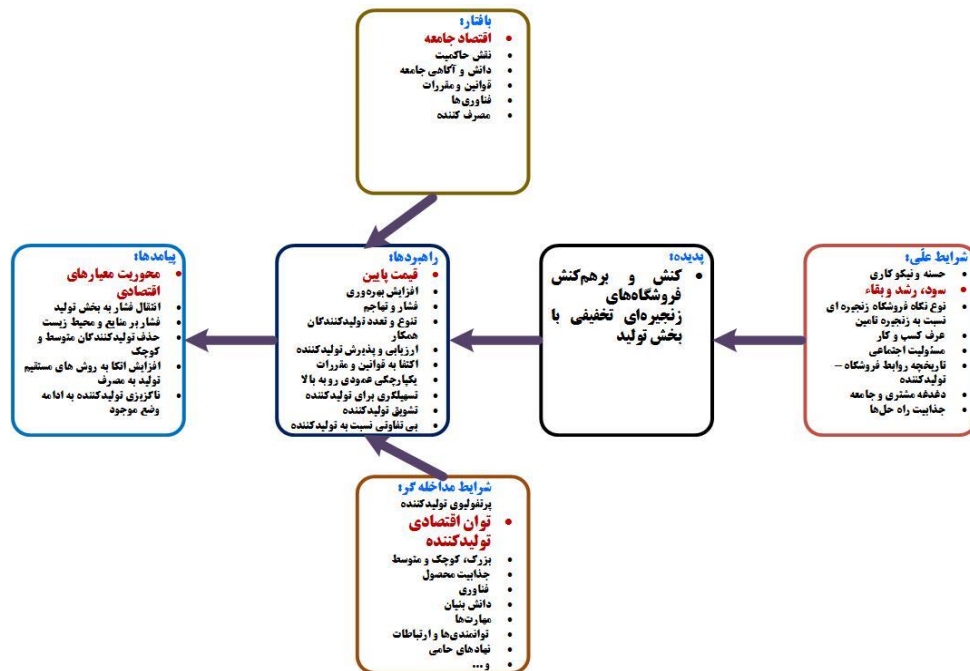 بافتار:
اقتصاد جامعه
نقش حاکمیت
دانش و آگاهی جامعه
قوانین و مقررات
فناوری‌ها
مصرف کننده
شرایط علّی:
حسنه و نیکوکاری
سود، رشد و بقاء
نوع نگاه فروشگاه زنجیره ای
نسبت به زنجیره تامین
عرف کسب و کار
مسئولیت اجتماعی
تاریخچه روابط فروشگاه –
تولیدکننده
دغدغه مشتری و جامعه
جذابیت راه حل‌ها
پدیده:
کنش و برهم‌کنش
فروشگاه‌های
زنجیره‌ای تخفیفی با
بخش تولید
راهبردها:
قیمت پایین
افزایش بهره‌وری
فشار و تهاجم
تنوع و تعدد تولیدکنندگان
همکار
ارزیابی و پذیرش تولیدکننده
اکتفا به قوانین و مقررات
یکپارچگی عمودی رو به بالا
تسهیلگری برای تولیدکننده
تشویق تولیدکننده
بی تفاوتی نسبت به تولیدکننده
پیامدها:
محوریت معیارهای
اقتصادی
انتقال فشار به بخش تولید
فشار بر منابع و محیط زیست
حذف تولیدکنندگان متوسط و
کوچک
افزایش اتکا به روش های مستقیم
تولید به مصرف
ناگزیزی تولیدکننده به ادامه
وضع موجود
شرایط مداخله گر:
پرتفولیوی تولیدکننده
توان اقتصادی
تولیدکننده
بزرگ، کوچک و متوسط
جذابیت محصول
فناوری
دانش بنیان
مهارت‌ها
توانمندی‌ها و ارتباطات
نهادهای حامی
و ...